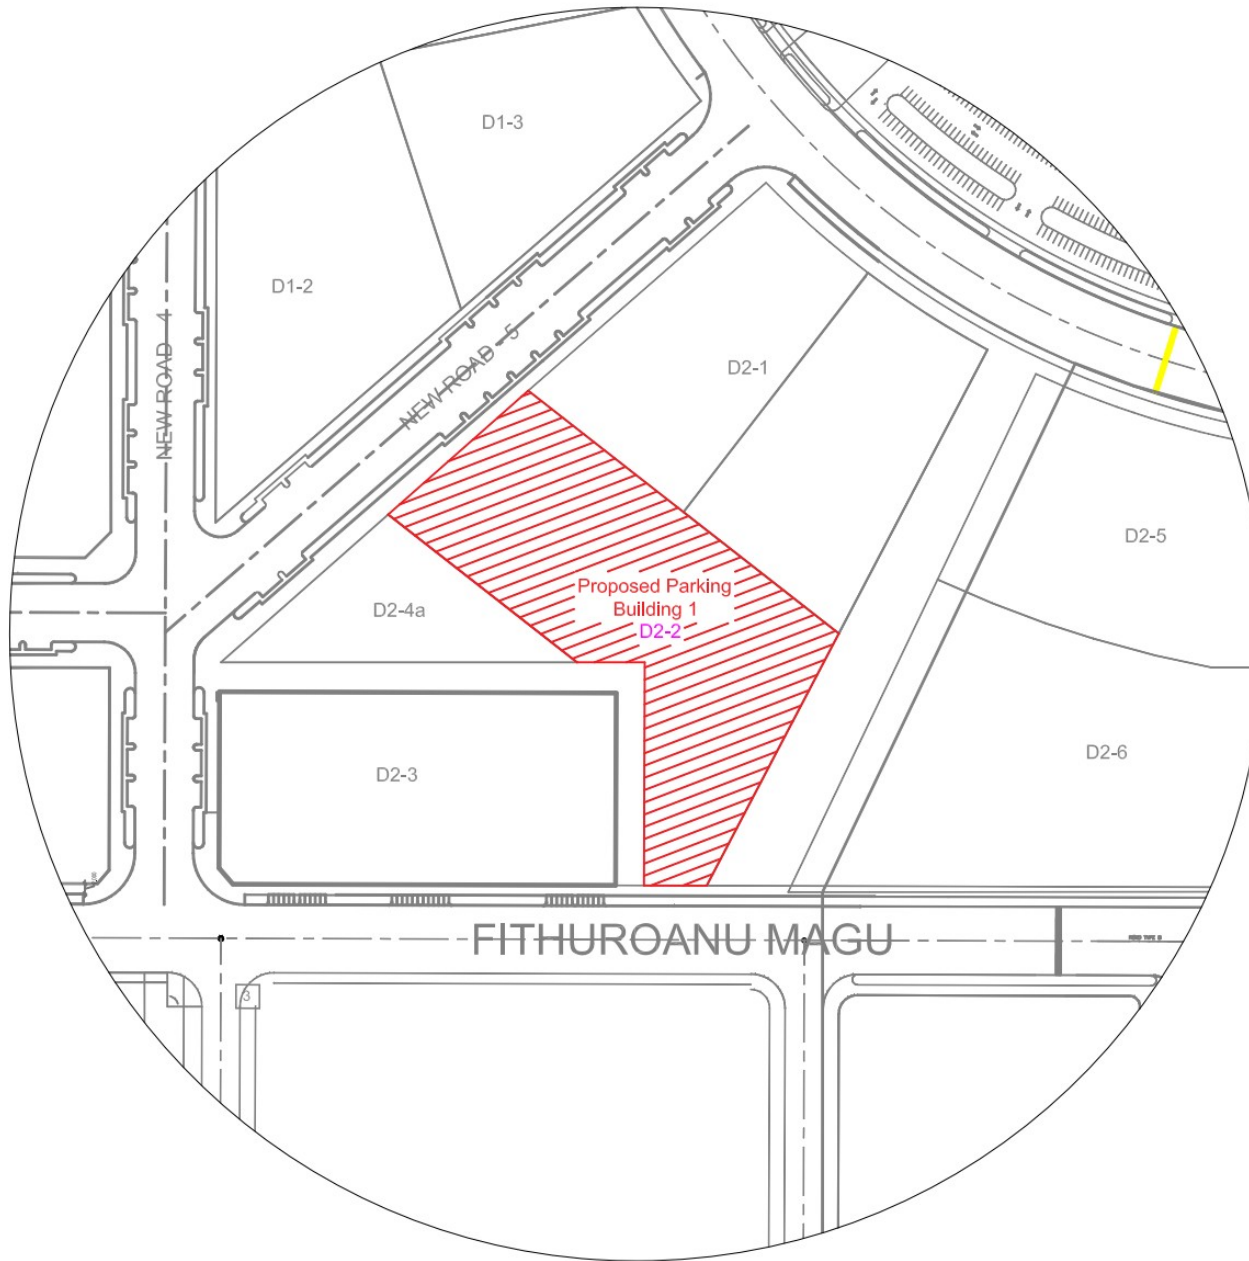 D1-3
D1-2
NEW ROAD - 4
NEW ROAD - 5
D2-1
D2-5
Proposed Parking
Building 1
D2-2
D2-4a
D2-6
D2-3
FITHUROANU MAGU
3